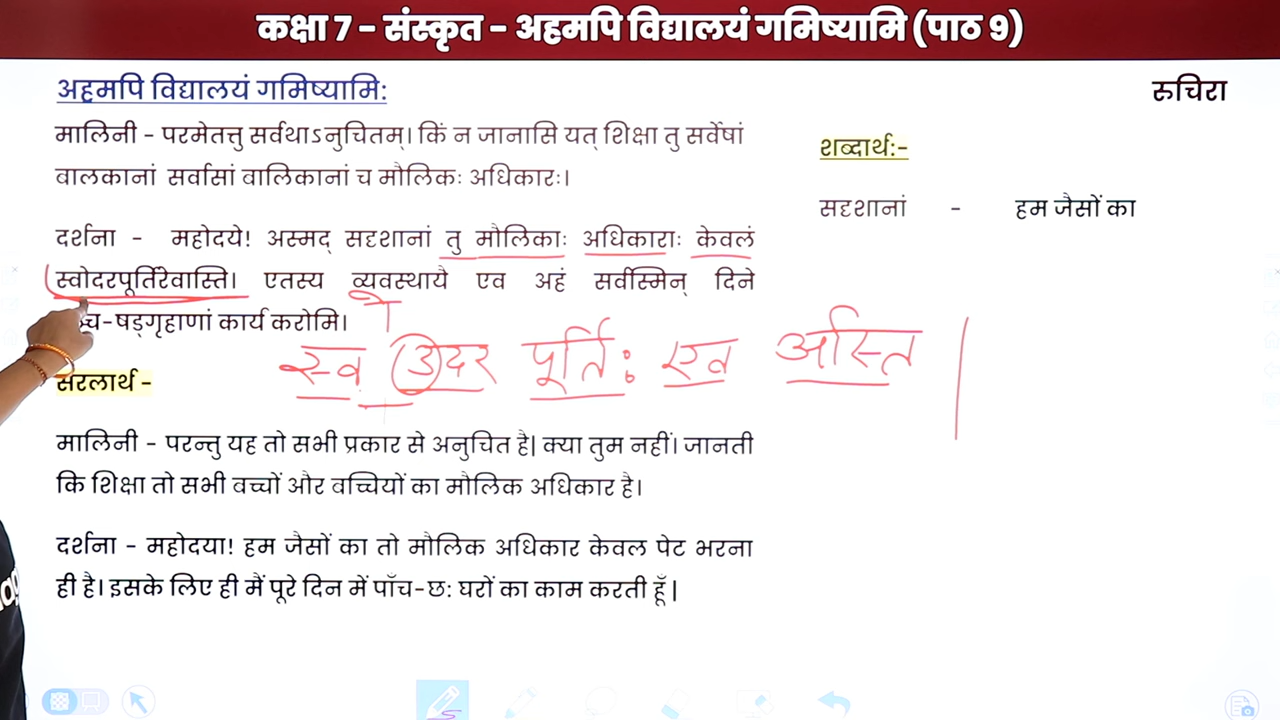 कक्षा 7 - संस्कृत - अहमपि विद्यालयं गमिष्यामि (पाठ 9)
अहमपि विद्यालयं गमिष्यामि:
रुचिरा
मालिनी - परमेतत्तु सर्वथाऽनुचितम्। किं न जानासि यत् शिक्षा तु सर्वेषां
बालकानां सर्वासां बालिकानां च मौलिकः अधिकारः।
शब्दार्थ:-
सदृशानां - हम जैसों का
दर्शना - महोदये! अस्मद् सदृशानां तु मौलिकाः अधिकाराः केवलं
स्वोदरपूर्तिरेवास्ति। एतस्य व्यवस्थायै एव अहं सर्वस्मिन् दिने
च-षड्गृहाणां कार्य करोमि।
स्व उदर पूर्ति: एव अस्ति
सरलार्थ -
मालिनी - परन्तु यह तो सभी प्रकार से अनुचित है| क्या तुम नहीं। जानती
कि शिक्षा तो सभी बच्चों और बच्चियों का मौलिक अधिकार है।
दर्शना - महोदया! हम जैसों का तो मौलिक अधिकार केवल पेट भरना
ही है। इसके लिए ही मैं पूरे दिन में पाँच-छ: घरों का काम करती हूँ|